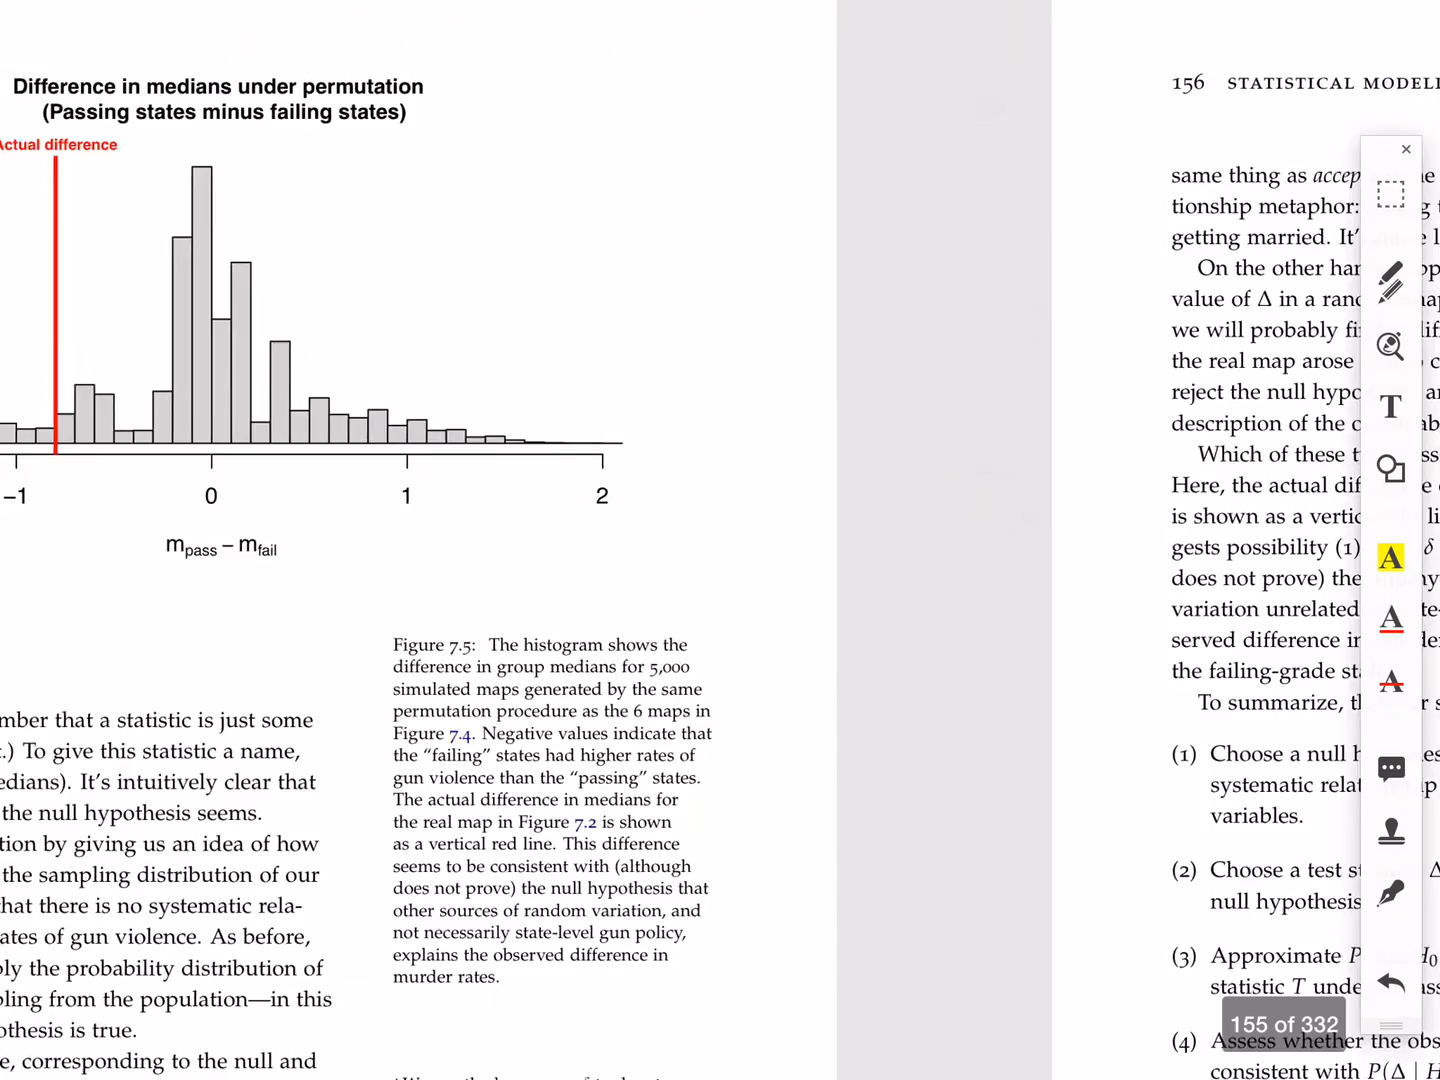 Difference in medians under permutation
(Passing states minus failing states)
Actual difference
−1 0 1 2
mpass − mfail
Figure 7.5: The histogram shows the
difference in group medians for 5,000
simulated maps generated by the same
permutation procedure as the 6 maps in
Figure 7.4. Negative values indicate that
the “failing” states had higher rates of
gun violence than the “passing” states.
The actual difference in medians for
the real map in Figure 7.2 is shown
as a vertical red line. This difference
seems to be consistent with (although
does not prove) the null hypothesis that
other sources of random variation, and
not necessarily state-level gun policy,
explains the observed difference in
murder rates.
mber that a statistic is just some
.) To give this statistic a name,
edians). It’s intuitively clear that
the null hypothesis seems.
tion by giving us an idea of how
the sampling distribution of our
hat there is no systematic rela-
ates of gun violence. As before,
bly the probability distribution of
pling from the population—in this
othesis is true.
e, corresponding to the null and
156 STATISTICAL MODELI
same thing as accep
tionship metaphor:
getting married. It’
On the other han
value of Δ in a rand
we will probably fi
the real map arose
reject the null hypo
description of the o
Which of these t
Here, the actual dif
is shown as a vertic
gests possibility (1) δ
does not prove) the
variation unrelated
served difference in
the failing-grade sta
To summarize, t
(1) Choose a null h
systematic relat
variables.
(2) Choose a test st Δ
null hypothesis
(3) Approximate P H0
statistic T unde
155 of 332
(4) Assess whether the obs
consistent with P(Δ | H
T
A
A
A